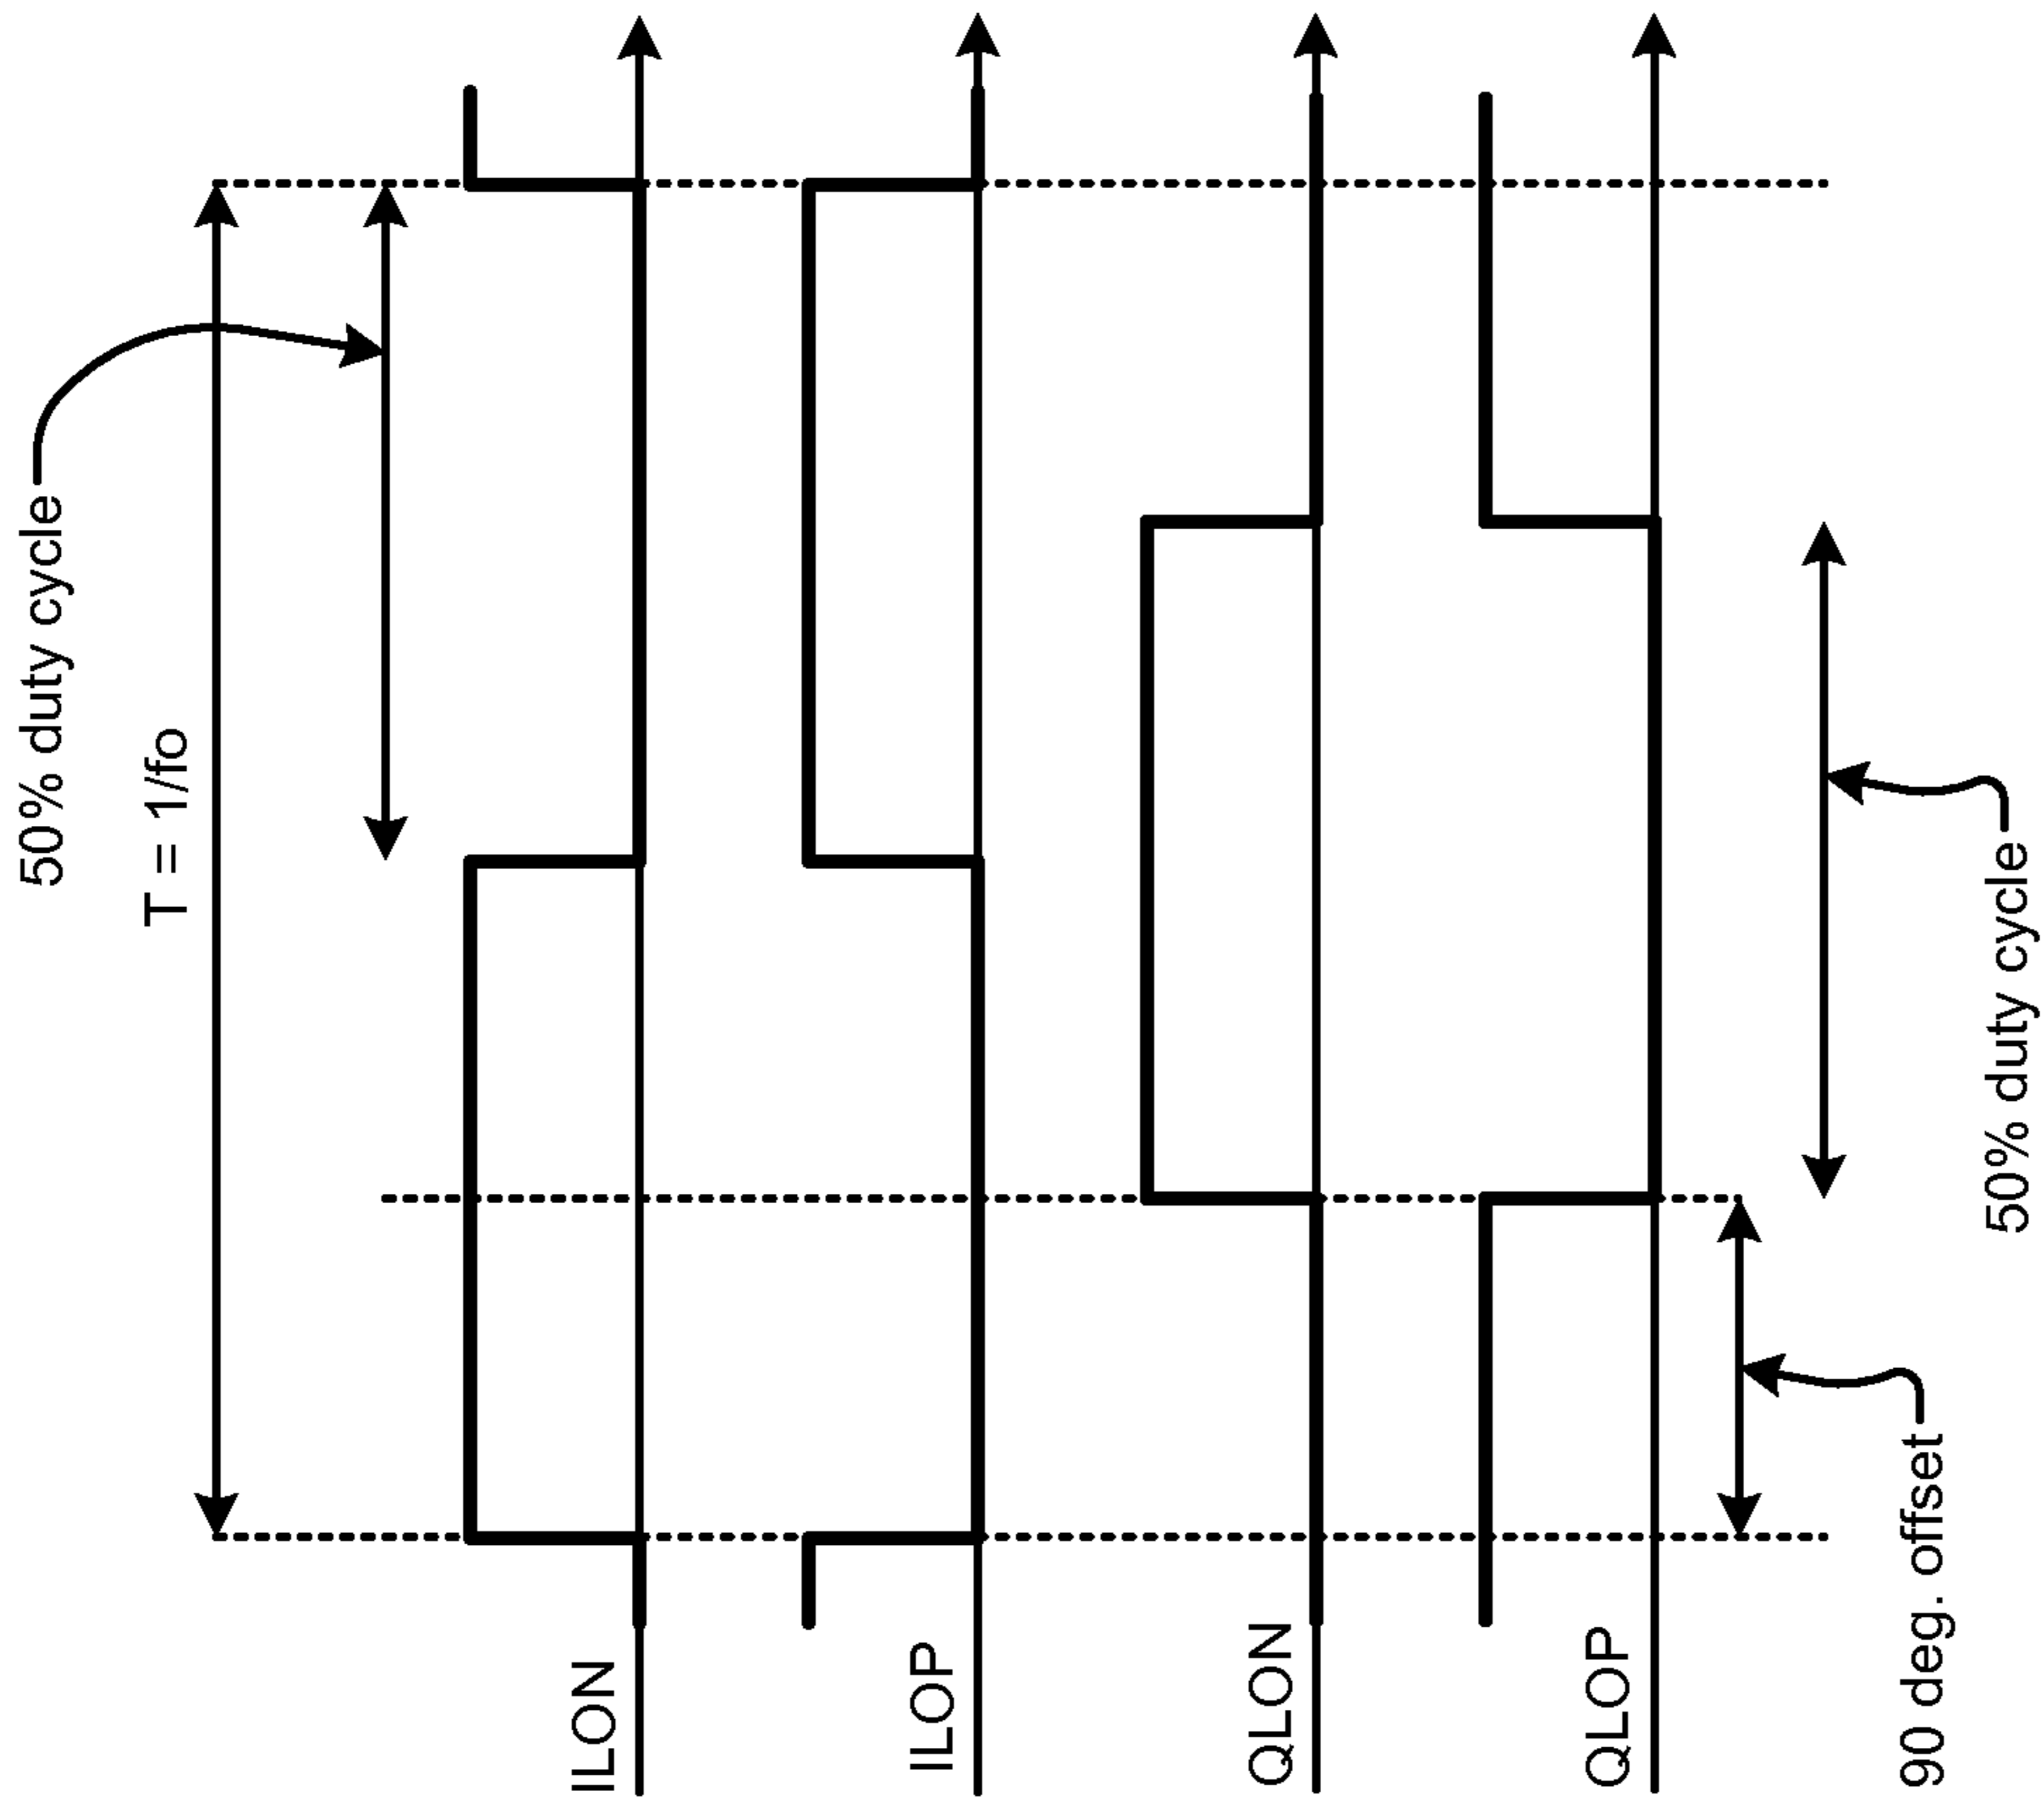 50% duty cycle
T = 1/fo
ILON
ILOP
QLON
QLOP
90 deg. offset
50% duty cycle